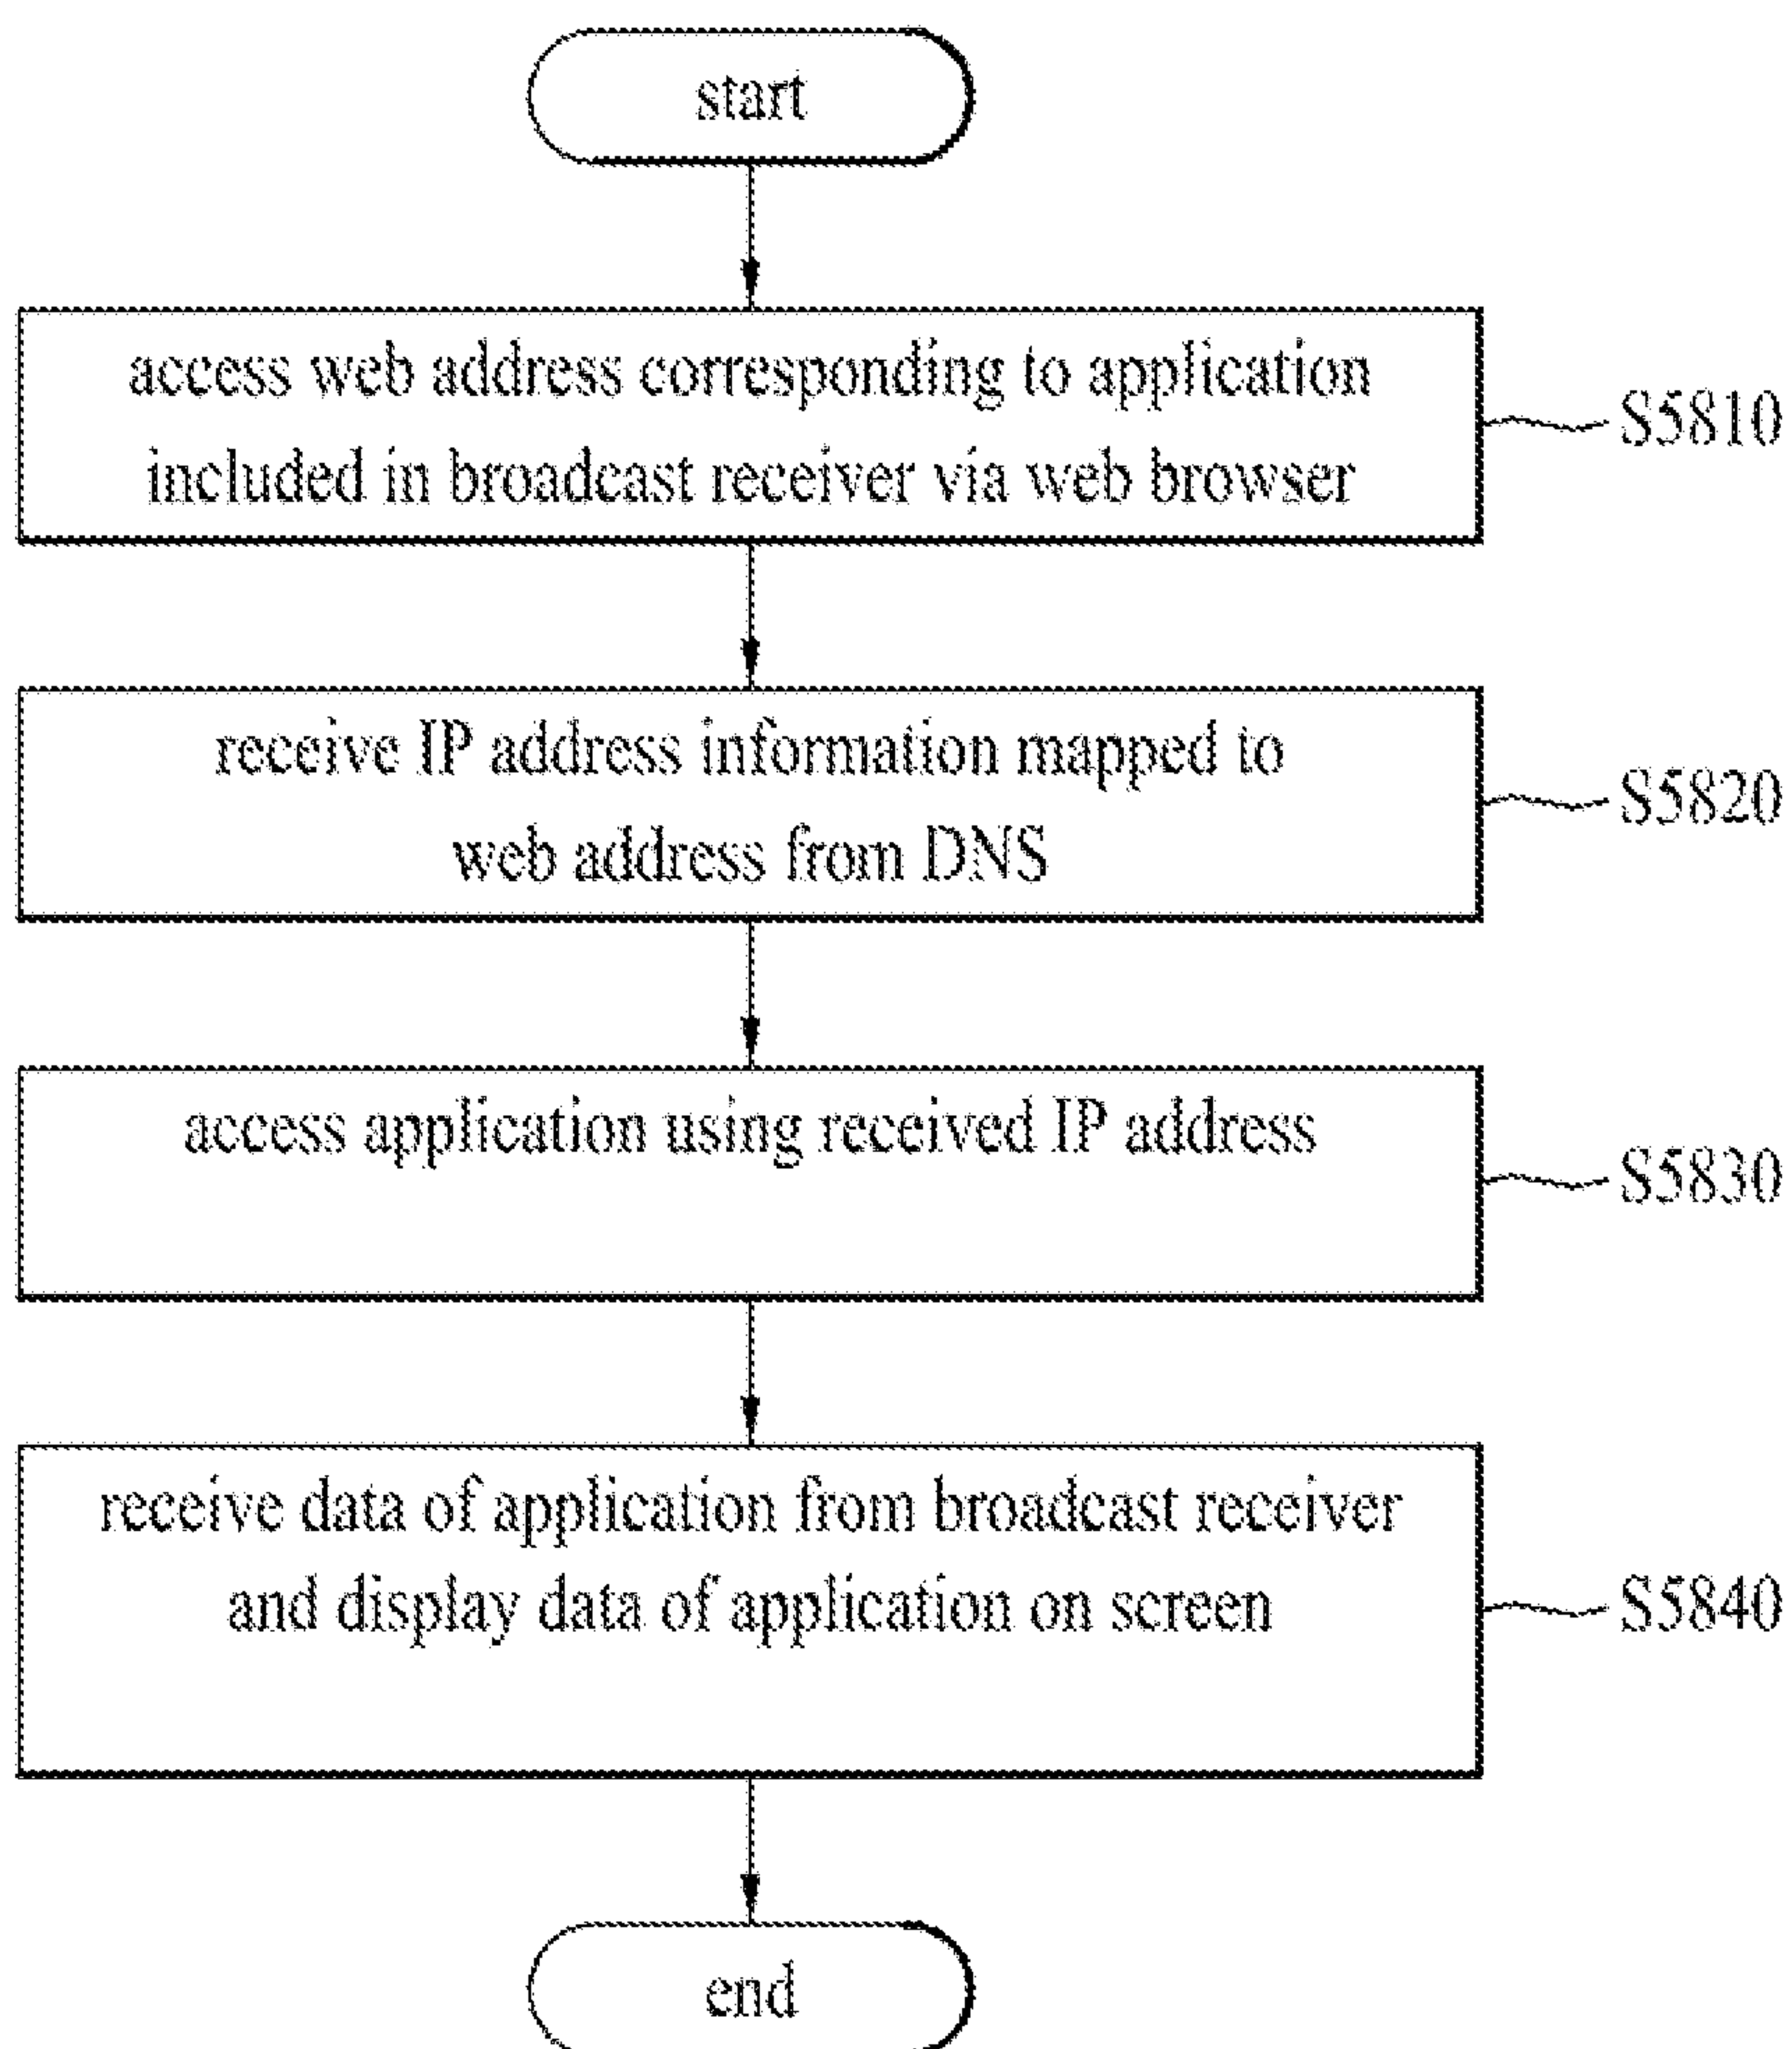 start
access web address corresponding to application
included in broadcast receiver via web browser
S5810
receive IP address information mapped to
web address from DNS
S5820
access application using received IP address
S5830
receive data of application from broadcast receiver
and display data of application on screen
S5840
end